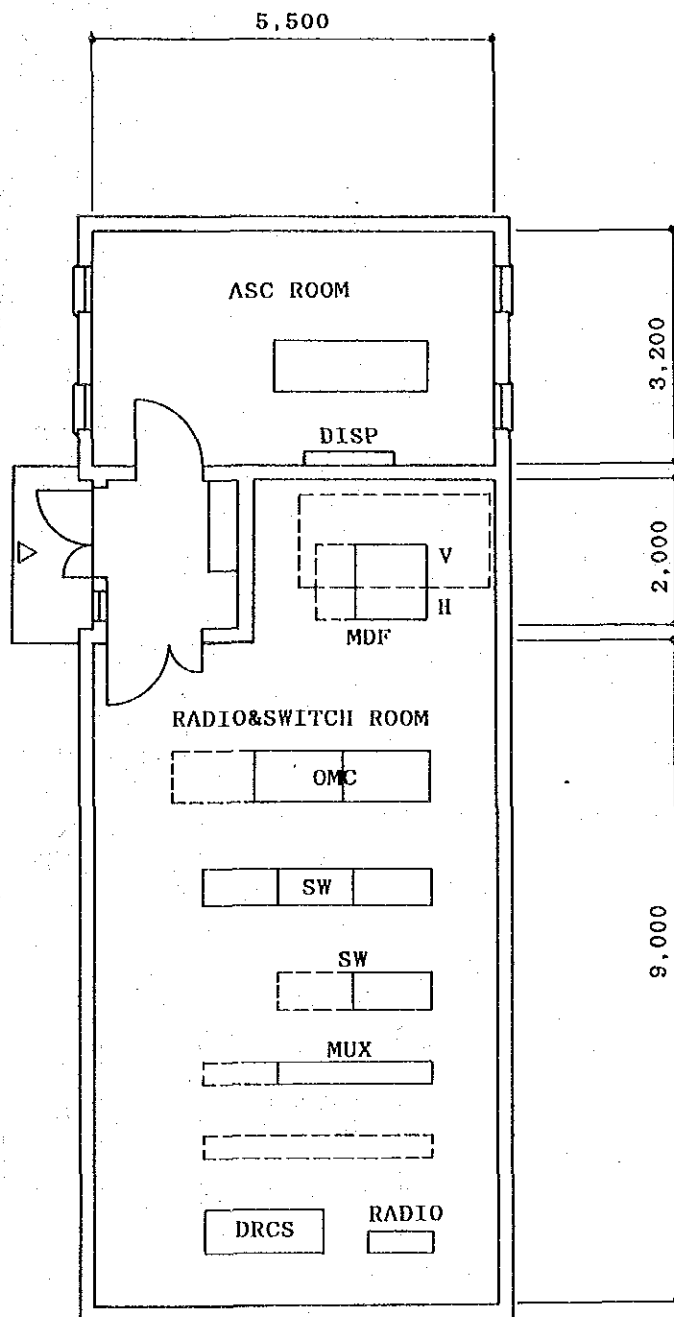 5,500
ASC ROOM
3,200
DISP
V
2,000
H
MDF
RADIO&SWITCH ROOM
OMC
SW
9,000
SW
MUX
RADIO
DRCS